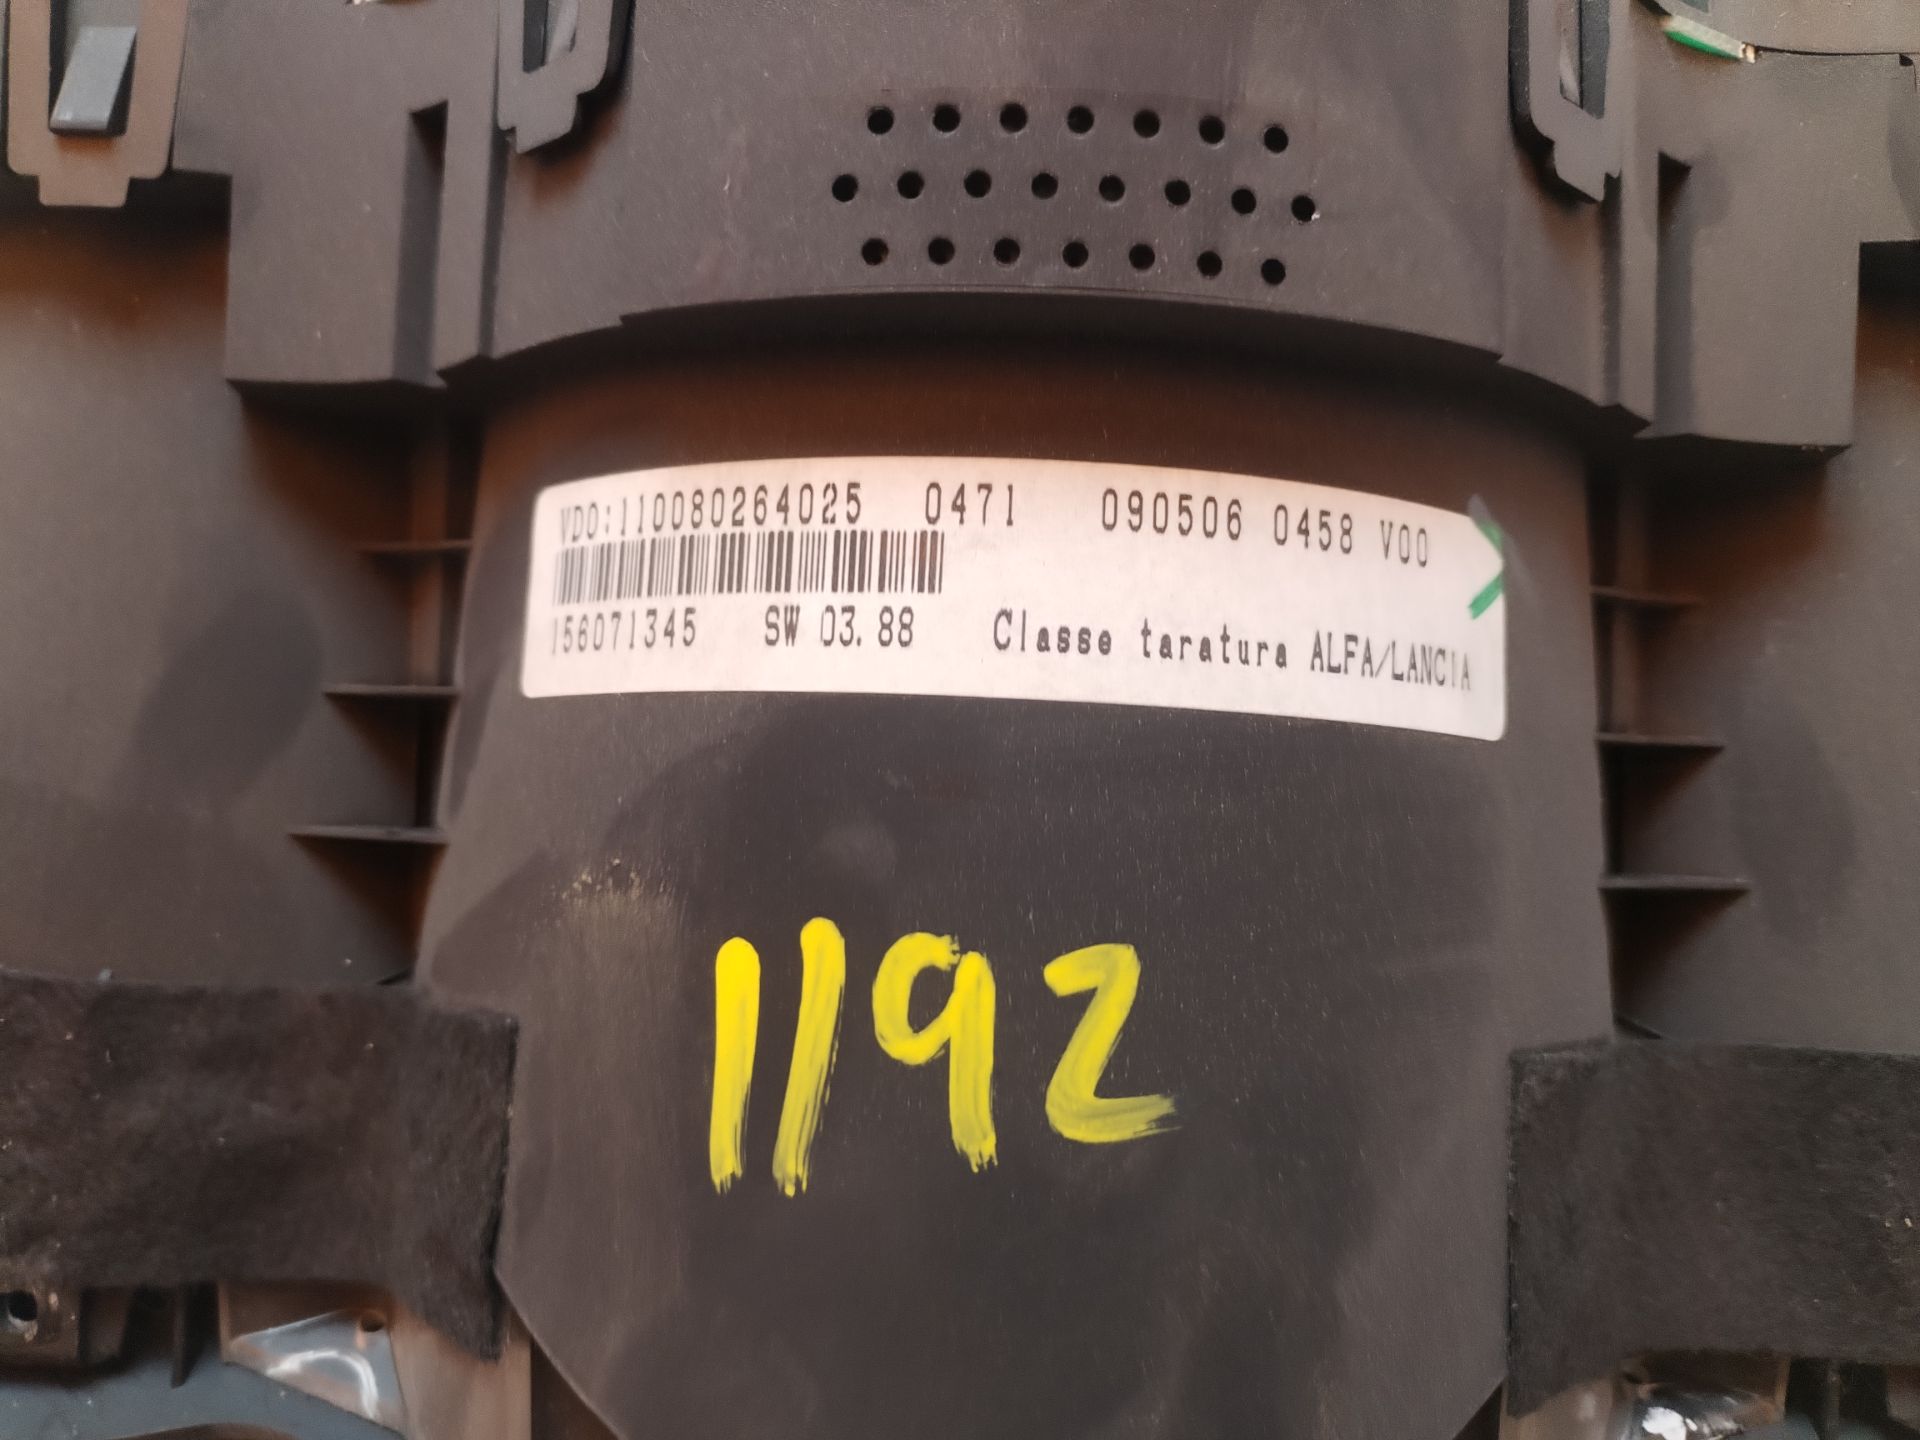 VDO:110080264025 0471 090506 0458 V00
156071345 SW 03.88 Classe taratura ALFA/LANCIA
1192